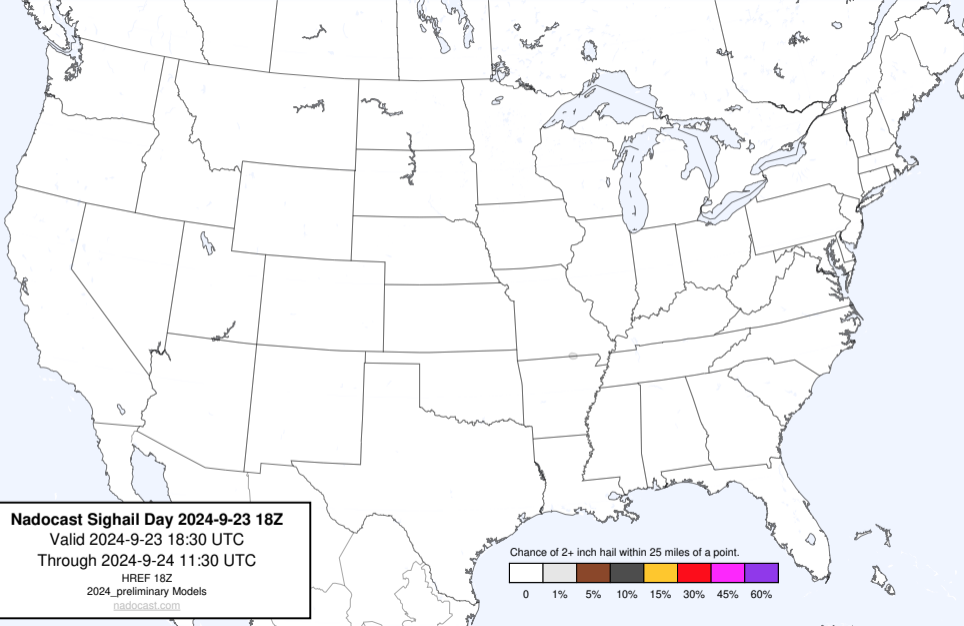 Nadocast Sighail Day 2024-9-23 18Z
Valid 2024-9-23 18:30 UTC
Through 2024-9-24 11:30 UTC
HREF 18Z
2024_preliminary Models
nadocast.com
Chance of 2+ inch hail within 25 miles of a point.
0 1% 5% 10% 15% 30% 45% 60%